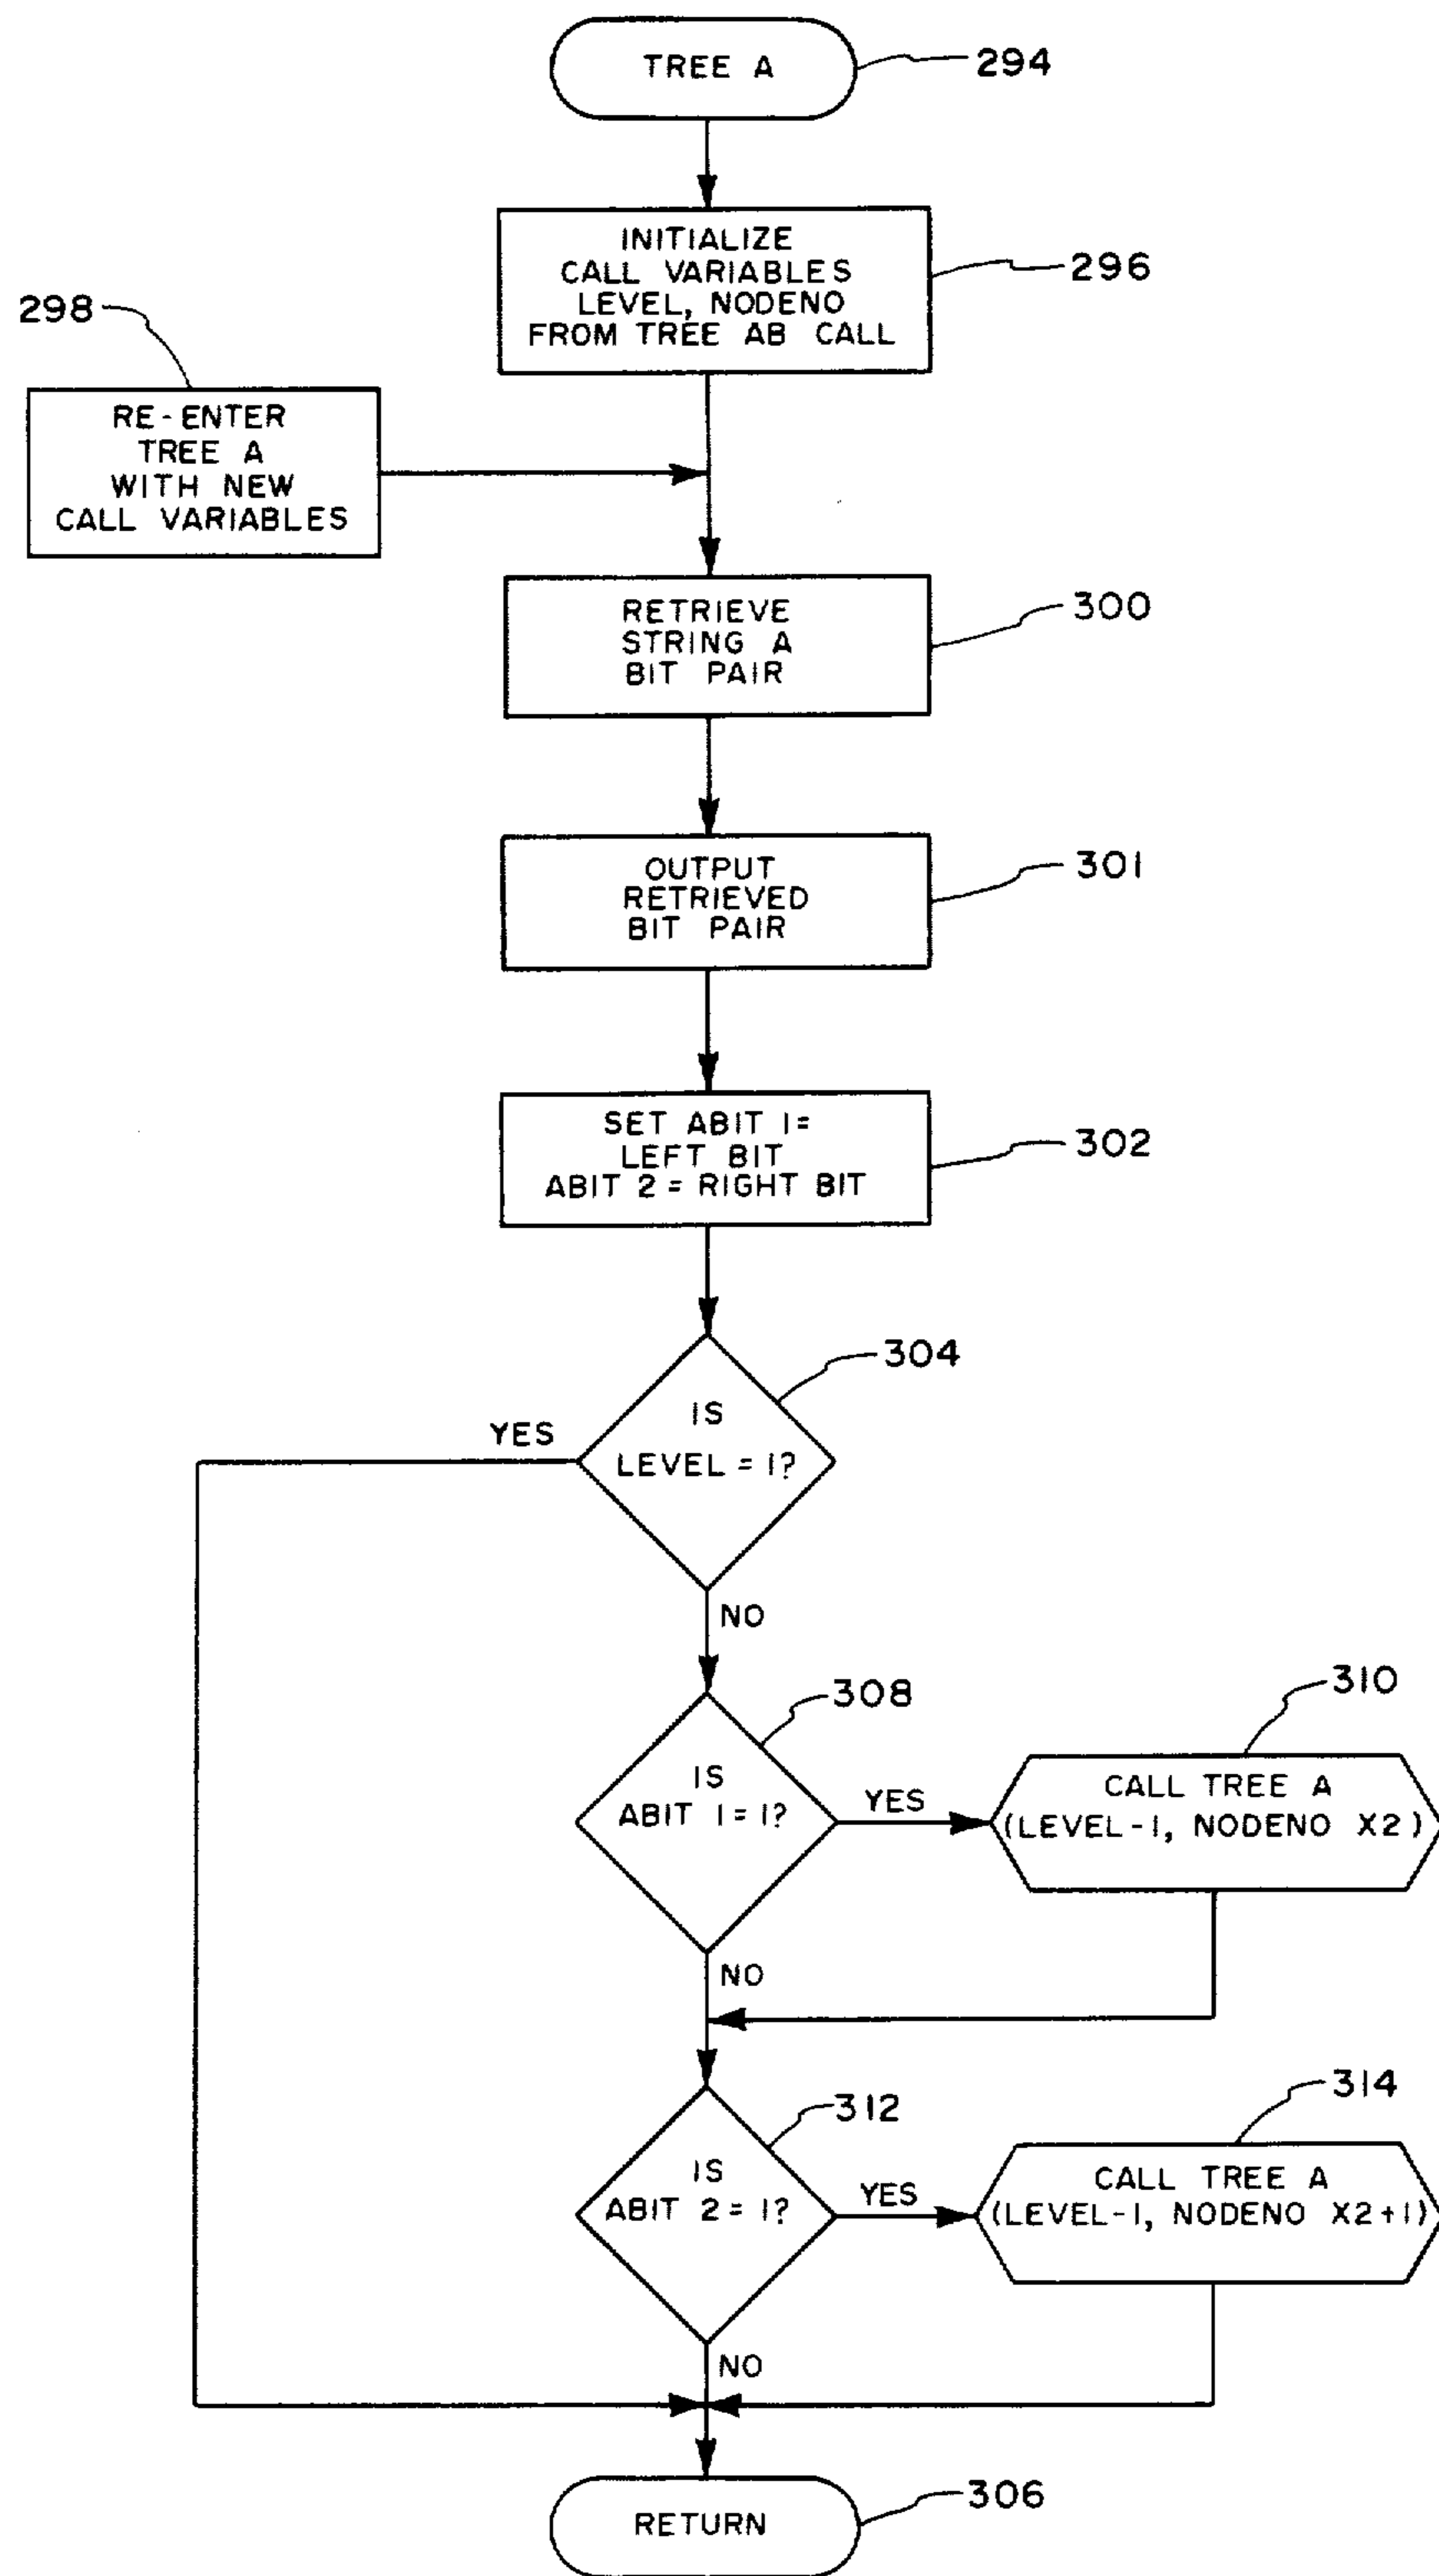 TREE A
294
INITIALIZE
CALL VARIABLES
LEVEL, NODENO
FROM TREE AB CALL
296
298
RE-ENTER
TREE A
WITH NEW
CALL VARIABLES
RETRIEVE
STRING A
BIT PAIR
300
OUTPUT
RETRIEVED
BIT PAIR
301
SET ABIT 1=
LEFT BIT
ABIT 2 = RIGHT BIT
302
304
IS
LEVEL = 1?
YES
NO
308
IS
ABIT 1 = 1?
YES
310
CALL TREE A
(LEVEL-1, NODENO X2)
NO
312
IS
ABIT 2 = 1?
YES
314
CALL TREE A
(LEVEL-1, NODENO X2+1)
NO
RETURN
306